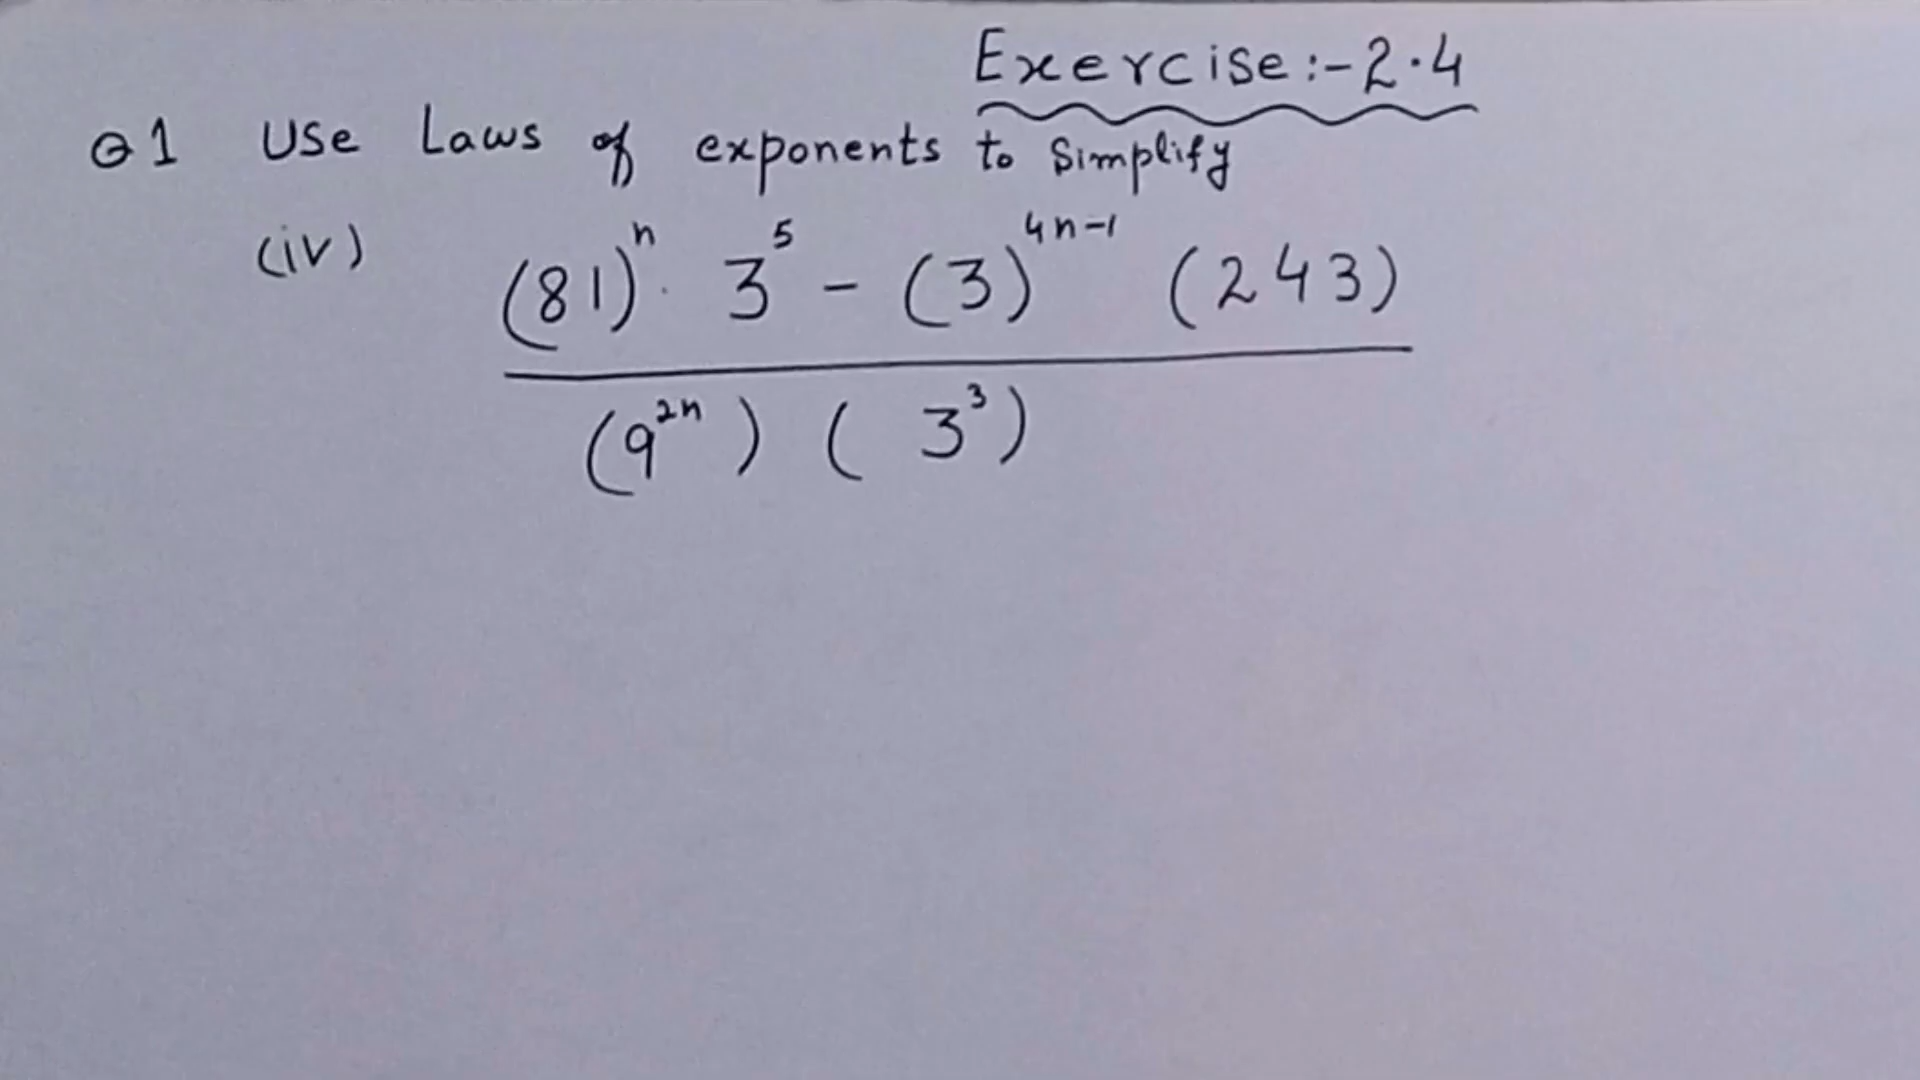 Exercise:-2.4
Q1 Use Laws of exponents to Simplify
(iv) (81)^n . 3^5 - (3)^{4n-1} (243)
(9^{2n}) (3^3)